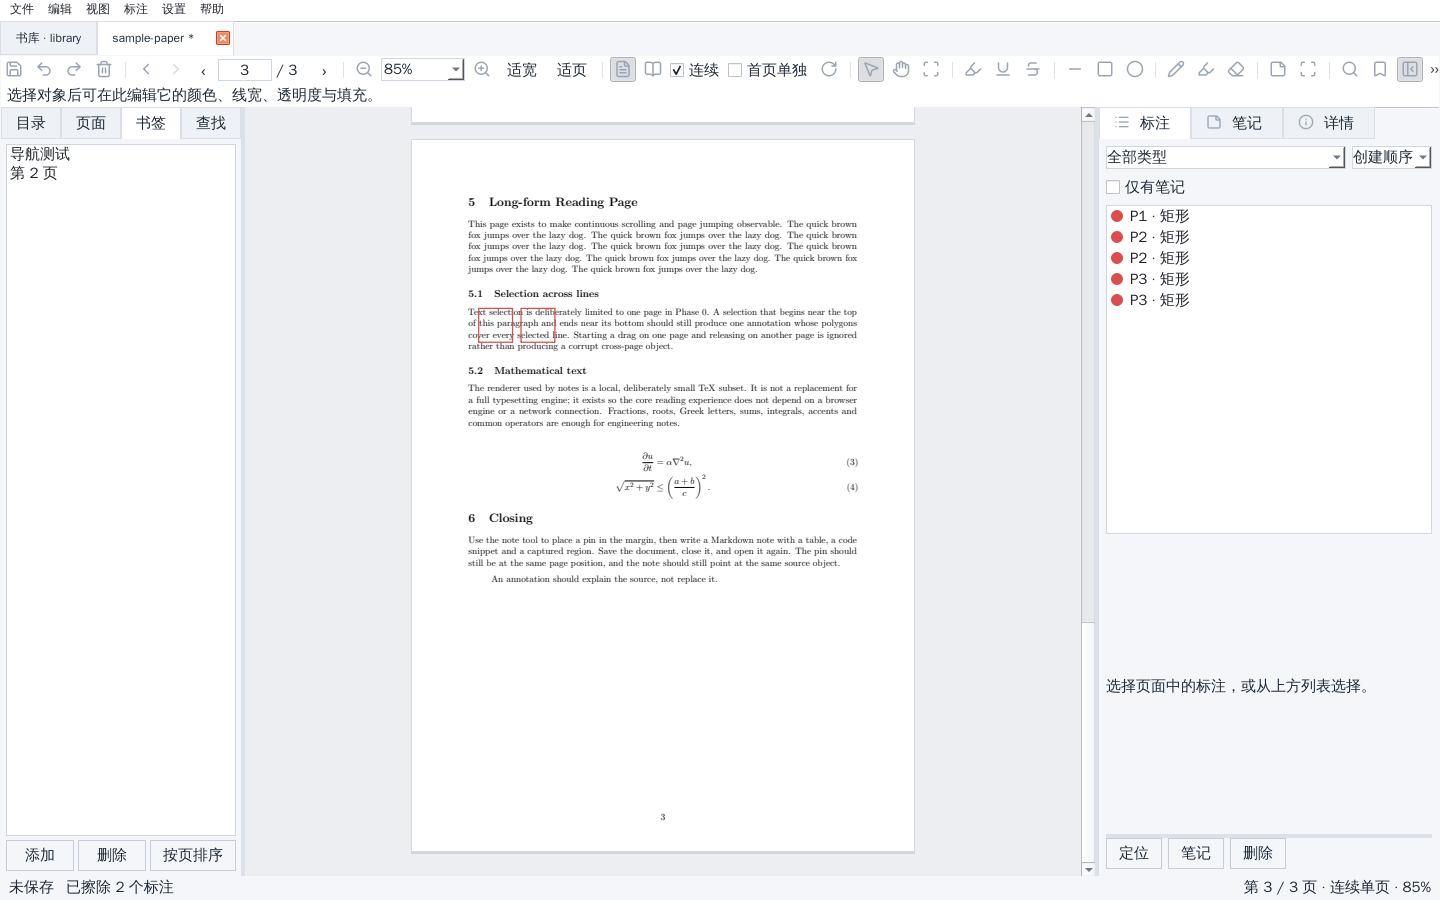 文件 编辑 视图 标注 设置 帮助
书库 · library sample-paper *
‹ 3 / 3 › 85% 适宽 适页 连续 首页单独 ››
选择对象后可在此编辑它的颜色、线宽、透明度与填充。
目录 页面 书签 查找
导航测试
第 2 页
添加 删除 按页排序
5 Long-form Reading Page
This page exists to make continuous scrolling and page jumping observable. The quick brown
fox jumps over the lazy dog. The quick brown fox jumps over the lazy dog. The quick brown
fox jumps over the lazy dog. The quick brown fox jumps over the lazy dog. The quick brown
fox jumps over the lazy dog. The quick brown fox jumps over the lazy dog. The quick brown fox
jumps over the lazy dog. The quick brown fox jumps over the lazy dog.
5.1 Selection across lines
Text selection is deliberately limited to one page in Phase 0. A selection that begins near the top
of this paragraph and ends near its bottom should still produce one annotation whose polygons
cover every selected line. Starting a drag on one page and releasing on another page is ignored
rather than producing a corrupt cross-page object.
5.2 Mathematical text
The renderer used by notes is a local, deliberately small TeX subset. It is not a replacement for
a full typesetting engine; it exists so the core reading experience does not depend on a browser
engine or a network connection. Fractions, roots, Greek letters, sums, integrals, accents and
common operators are enough for engineering notes.
∂u/∂t = α∇²u, (3)
√(x² + y²) ≤ ((a + b)/c)². (4)
6 Closing
Use the note tool to place a pin in the margin, then write a Markdown note with a table, a code
snippet and a captured region. Save the document, close it, and open it again. The pin should
still be at the same page position, and the note should still point at the same source object.
An annotation should explain the source, not replace it.
3
标注 笔记 详情
全部类型 创建顺序
仅有笔记
P1 · 矩形
P2 · 矩形
P2 · 矩形
P3 · 矩形
P3 · 矩形
选择页面中的标注，或从上方列表选择。
定位 笔记 删除
未保存 已擦除 2 个标注
第 3 / 3 页 · 连续单页 · 85%